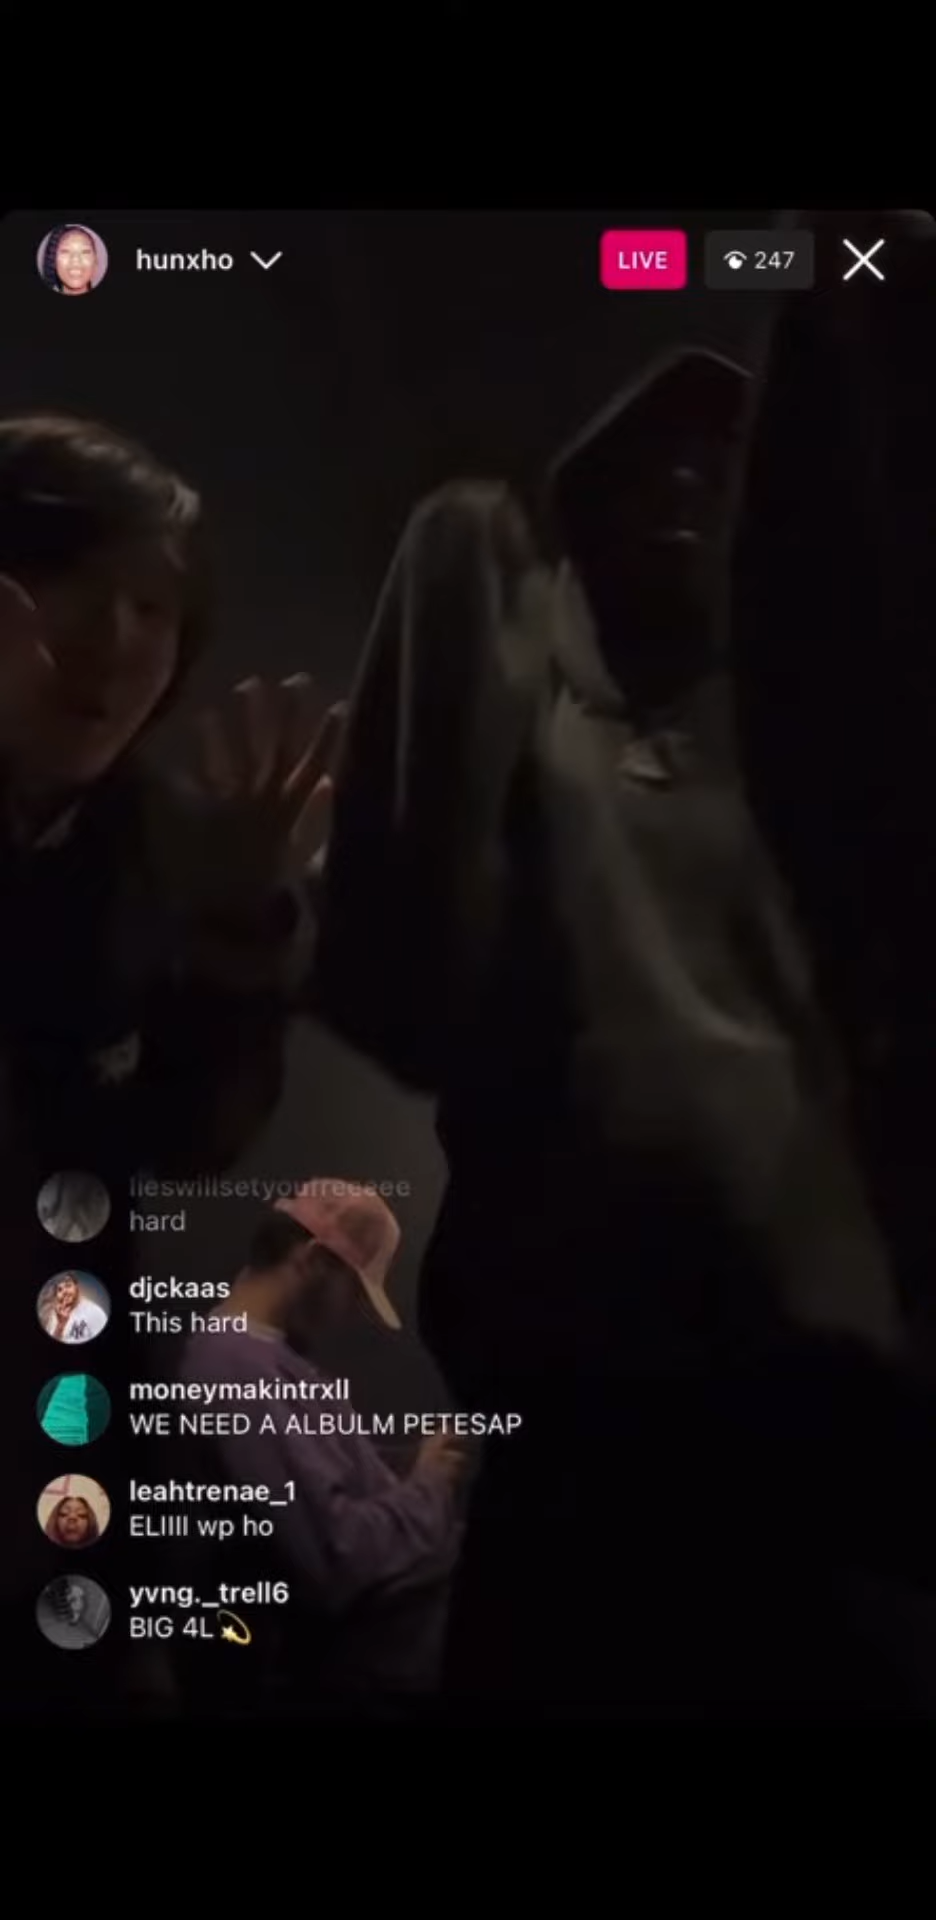 hunxho
LIVE
247
lieswillsetyoufreeeee
hard
djckaas
This hard
moneymakintrxll
WE NEED A ALBULM PETESAP
leahtrenae_1
ELIIII wp ho
yvng._trell6
BIG 4L💫